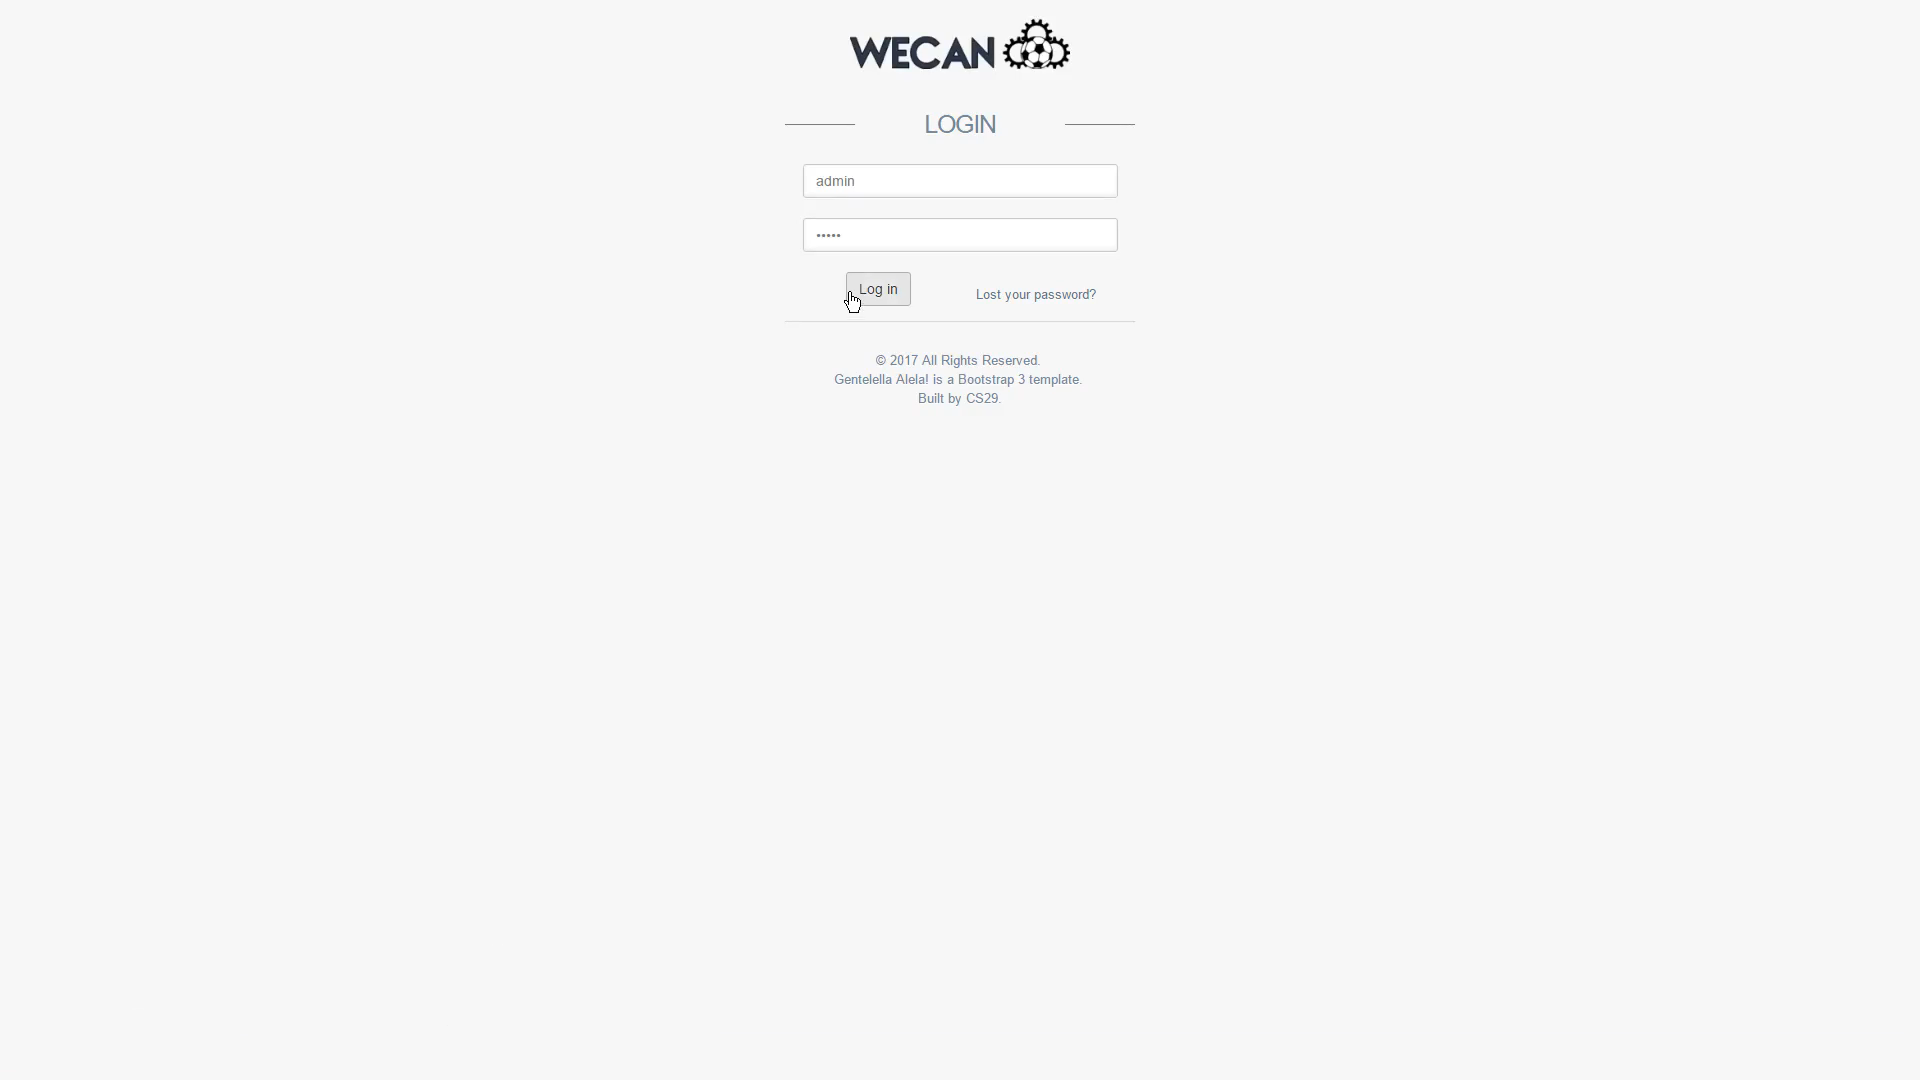 WECAN
LOGIN
admin
•••••
Log in
Lost your password?
© 2017 All Rights Reserved.
Gentelella Alela! is a Bootstrap 3 template.
Built by CS29.